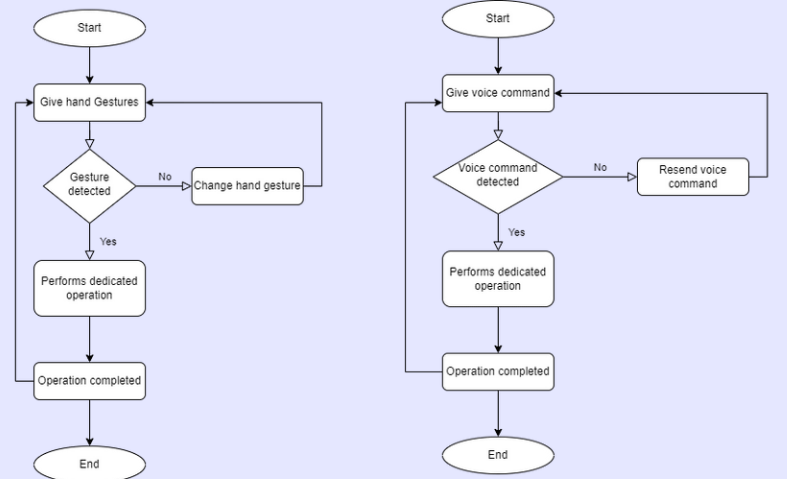 Start
Give hand Gestures
Gesture
detected
No
Change hand gesture
Yes
Performs dedicated
operation
Operation completed
End
Start
Give voice command
Voice command
detected
No
Resend voice
command
Yes
Performs dedicated
operation
Operation completed
End